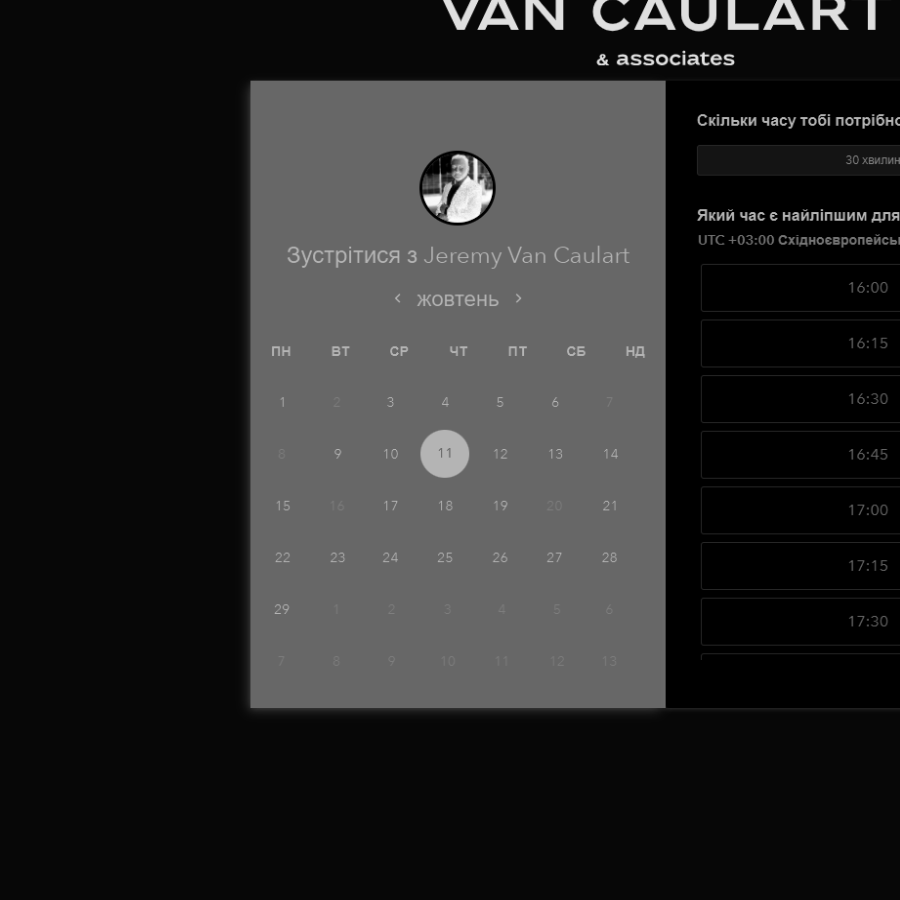 VAN CAULART
& associates
Зустрітися з Jeremy Van Caulart
жовтень
ПН ВТ СР ЧТ ПТ СБ НД
1 2 3 4 5 6 7
8 9 10 11 12 13 14
15 16 17 18 19 20 21
22 23 24 25 26 27 28
29 1 2 3 4 5 6
7 8 9 10 11 12 13
Скільки часу тобі потрібно
30 хвилин
Який час є найліпшим для
UTC +03:00 Східноєвропейсь
16:00
16:15
16:30
16:45
17:00
17:15
17:30